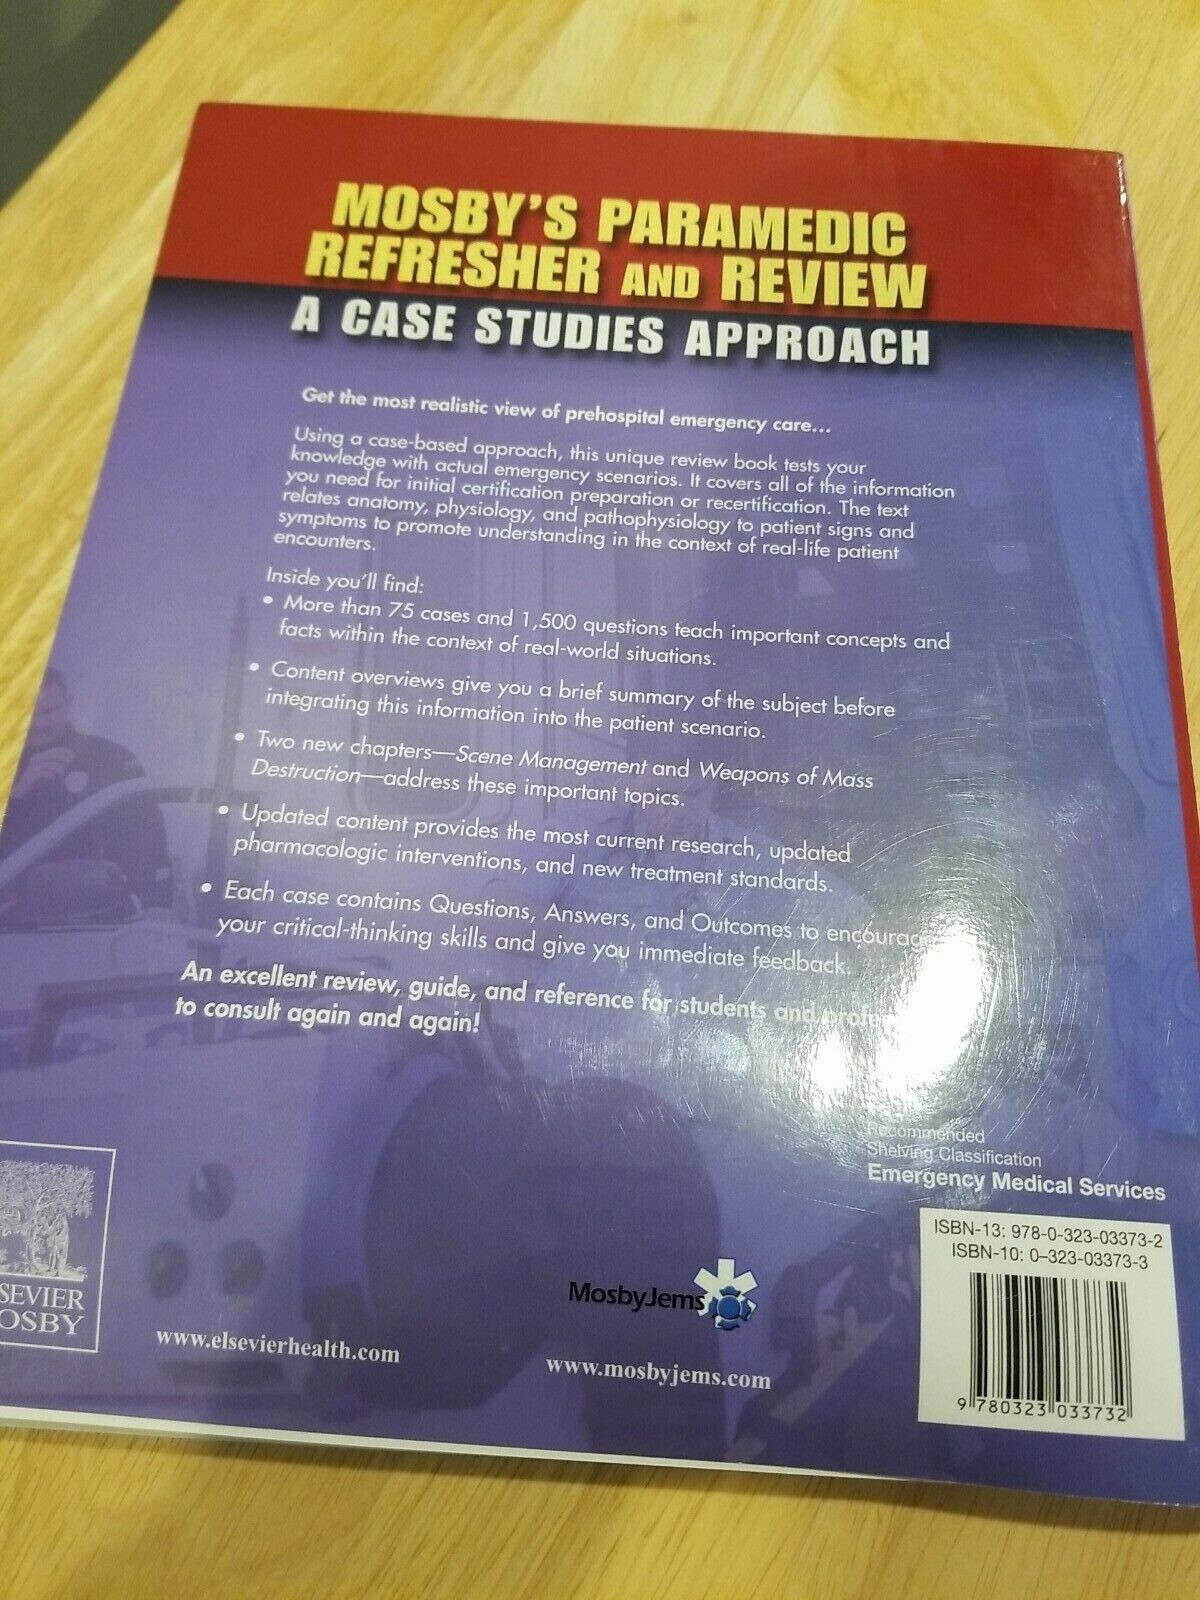 MOSBY'S PARAMEDIC
REFRESHER AND REVIEW
A CASE STUDIES APPROACH
Get the most realistic view of prehospital emergency care...
Using a case-based approach, this unique review book tests your
knowledge with actual emergency scenarios. It covers all of the information
you need for initial certification preparation or recertification. The text
relates anatomy, physiology, and pathophysiology to patient signs and
symptoms to promote understanding in the context of real-life patient
encounters.
Inside you'll find:
• More than 75 cases and 1,500 questions teach important concepts and
facts within the context of real-world situations.
• Content overviews give you a brief summary of the subject before
integrating this information into the patient scenario.
• Two new chapters—Scene Management and Weapons of Mass
Destruction—address these important topics.
• Updated content provides the most current research, updated
pharmacologic interventions, and new treatment standards.
• Each case contains Questions, Answers, and Outcomes to encourag
your critical-thinking skills and give you immediate feedback.
An excellent review, guide, and reference for students and
to consult again and again!
Recommended
Shelving Classification
Emergency Medical Services
ISBN-13: 978-0-323-03373-2
ISBN-10: 0-323-03373-3
9 780323 033732
SEVIER
OSBY
MosbyJems
www.elsevierhealth.com
www.mosbyjems.com